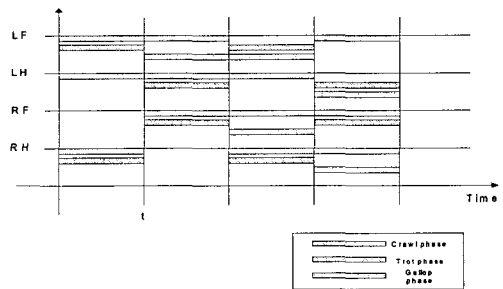 LF
LH
RF
RH
Time
t
Crawl phase
Trot phase
Gallop
phase